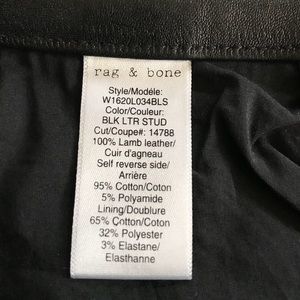 rag & bone
Style/Modéle:
W1620L034BLS
Color/Couleur:
BLK LTR STUD
Cut/Coupe#: 14788
100% Lamb leather/
Cuir d'agneau
Self reverse side/
Arrière
95% Cotton/Coton
5% Polyamide
Lining/Doublure
65% Cotton/Coton
32% Polyester
3% Elastane/
Elasthanne